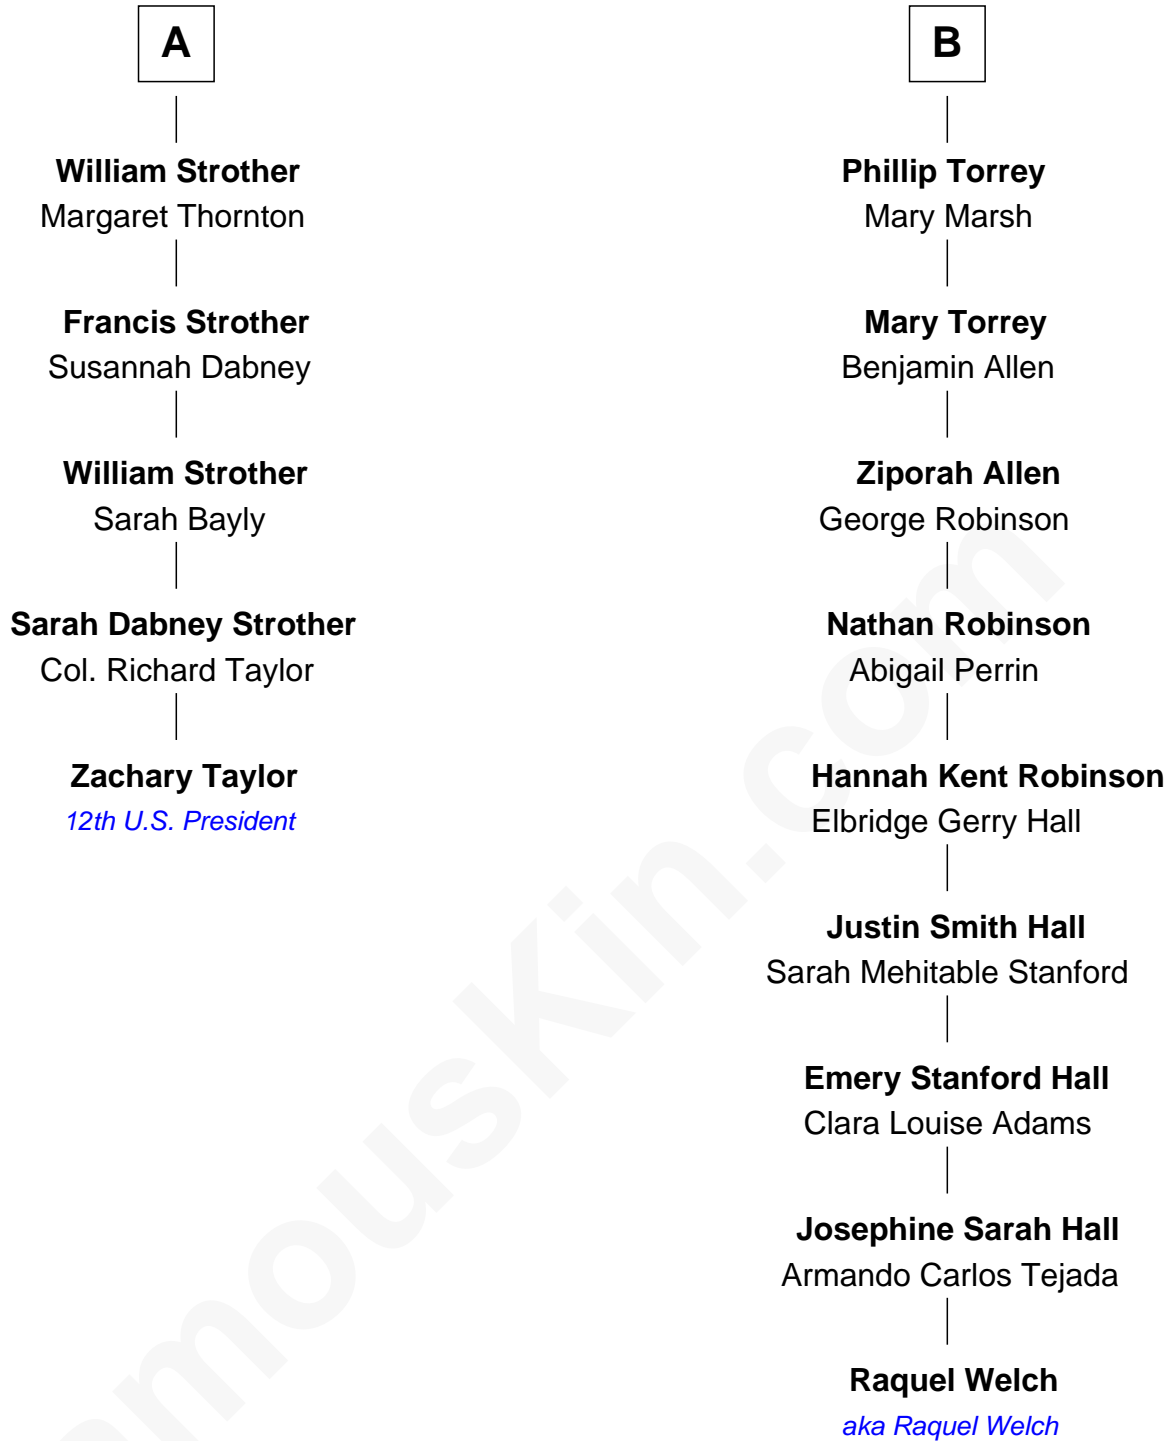 A
William Strother
Margaret Thornton
Francis Strother
Susannah Dabney
William Strother
Sarah Bayly
Sarah Dabney Strother
Col. Richard Taylor
Zachary Taylor
12th U.S. President
B
Phillip Torrey
Mary Marsh
Mary Torrey
Benjamin Allen
Ziporah Allen
George Robinson
Nathan Robinson
Abigail Perrin
Hannah Kent Robinson
Elbridge Gerry Hall
Justin Smith Hall
Sarah Mehitable Stanford
Emery Stanford Hall
Clara Louise Adams
Josephine Sarah Hall
Armando Carlos Tejada
Raquel Welch
aka Raquel Welch
amousKin.com